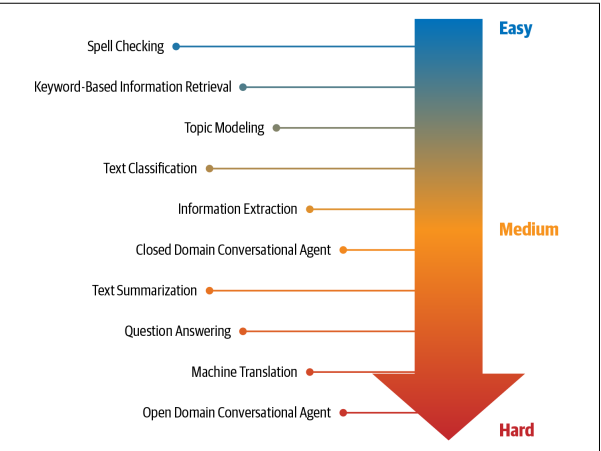 Easy
Spell Checking
Keyword-Based Information Retrieval
Topic Modeling
Text Classification
Information Extraction
Medium
Closed Domain Conversational Agent
Text Summarization
Question Answering
Machine Translation
Open Domain Conversational Agent
Hard